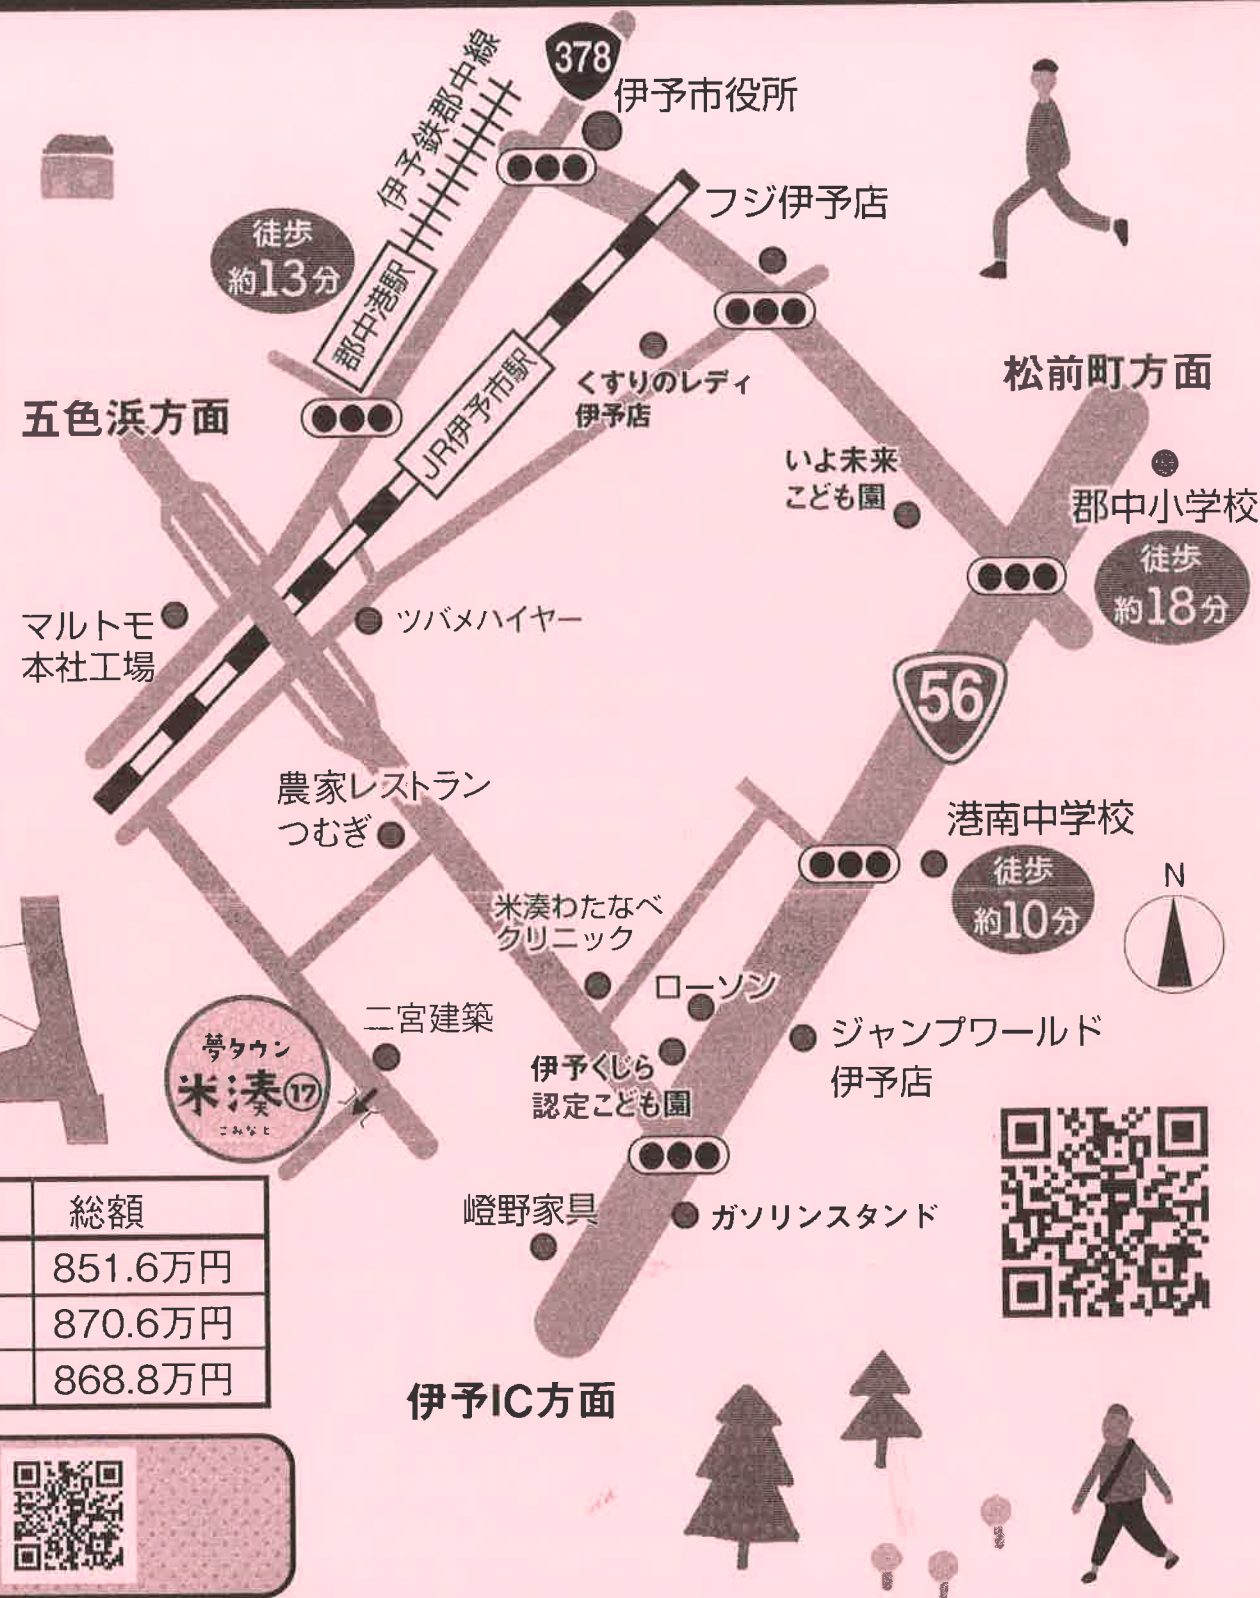 378
伊予市役所
伊予鉄郡中線
フジ伊予店
徒歩
約13分
郡中港駅
JR伊予市駅
くすりのレディ
伊予店
松前町方面
五色浜方面
いよ未来
こども園
郡中小学校
徒歩
約18分
マルトモ
本社工場
ツバメハイヤー
56
農家レストラン
つむぎ
港南中学校
徒歩
約10分
N
米湊わたなべ
クリニック
ローソン
二宮建築
夢タウン
米湊⑰
こみなと
伊予くじら
認定こども園
ジャンプワールド
伊予店
嶝野家具
ガソリンスタンド
総額
851.6万円
870.6万円
868.8万円
伊予IC方面